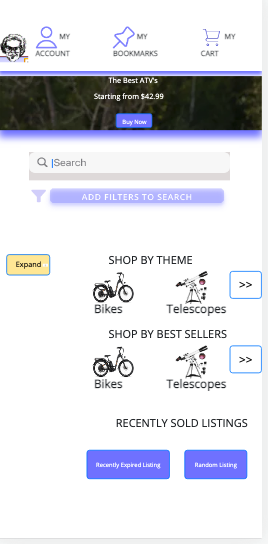 MY
ACCOUNT
MY
BOOKMARKS
MY
CART
The Best ATV's
Starting from $42.99
Buy Now
Search
ADD FILTERS TO SEARCH
Expand
SHOP BY THEME
>>
Bikes
Telescopes
SHOP BY BEST SELLERS
>>
Bikes
Telescopes
RECENTLY SOLD LISTINGS
Recently Expired Listing
Random Listing